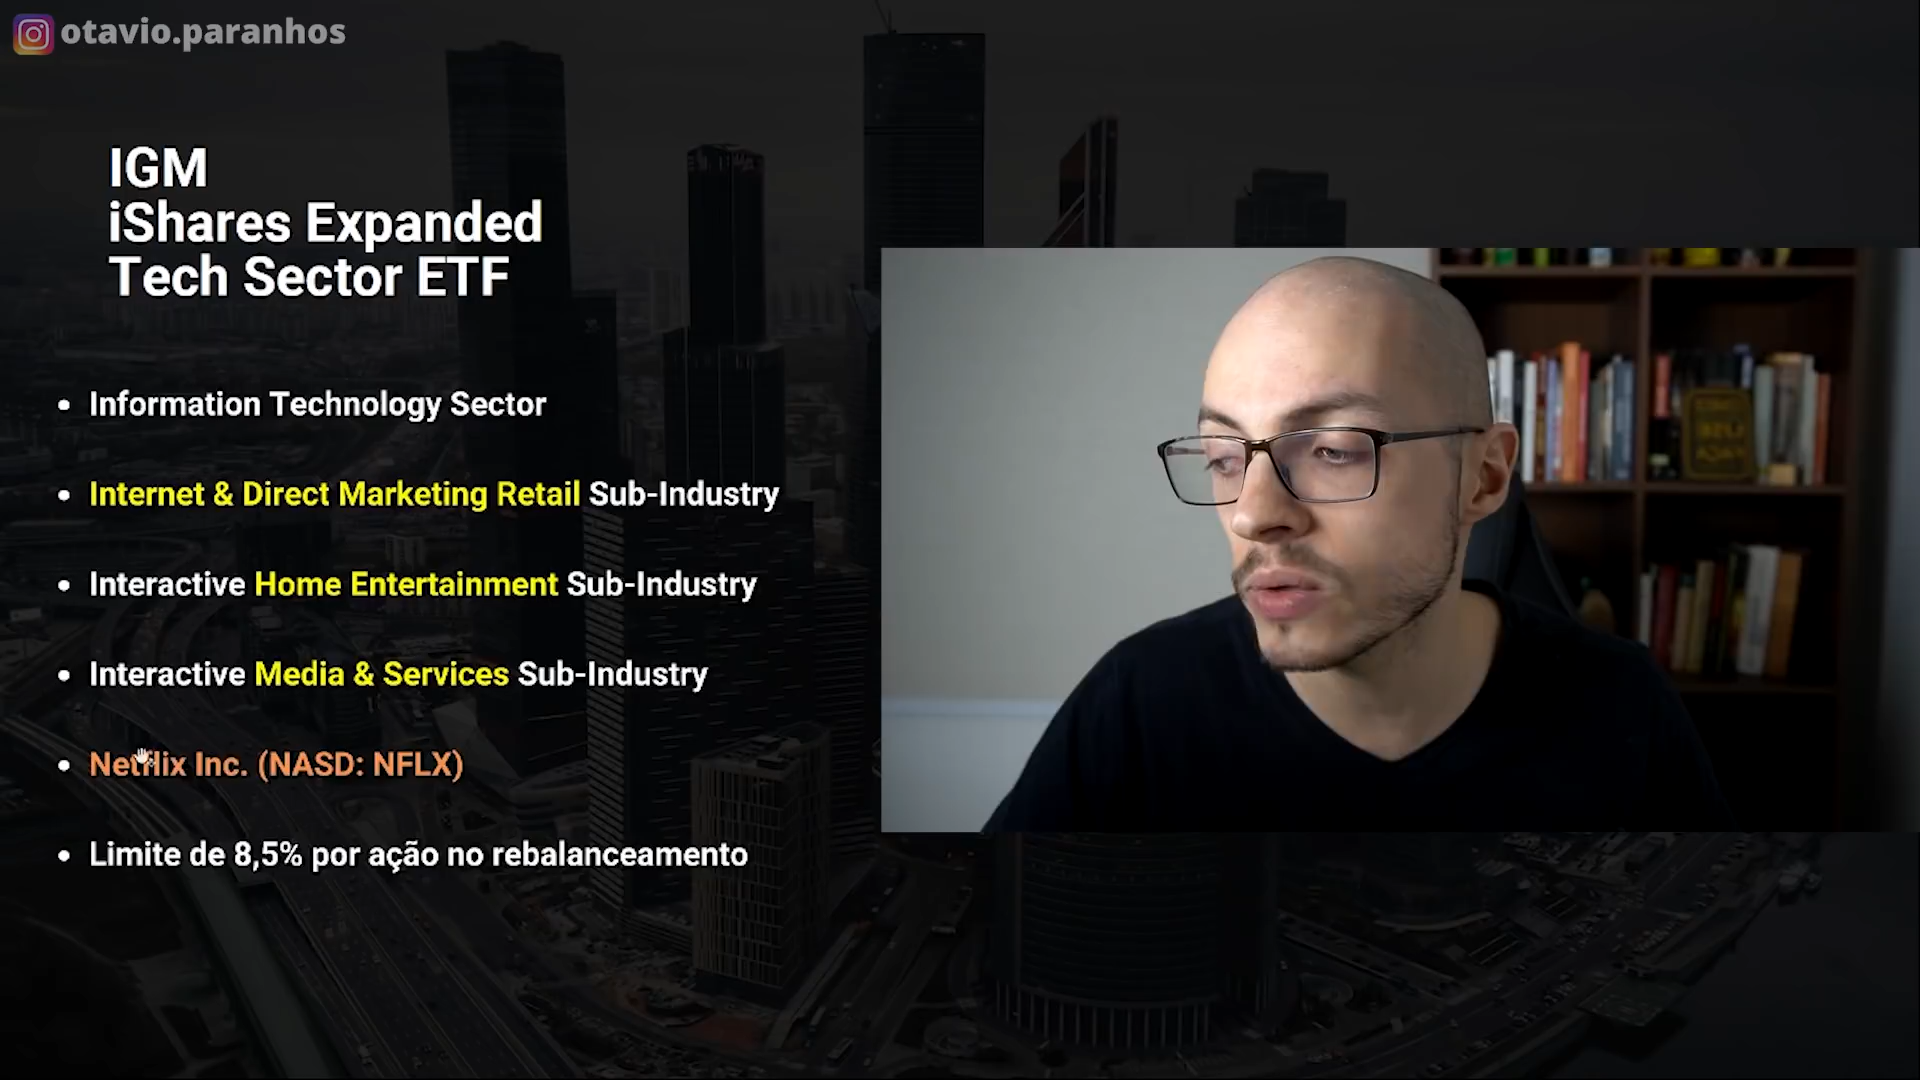 otavio.paranhos
IGM
iShares Expanded
Tech Sector ETF
• Information Technology Sector
• Internet & Direct Marketing Retail Sub-Industry
• Interactive Home Entertainment Sub-Industry
• Interactive Media & Services Sub-Industry
• Netflix Inc. (NASD: NFLX)
• Limite de 8,5% por ação no rebalanceamento